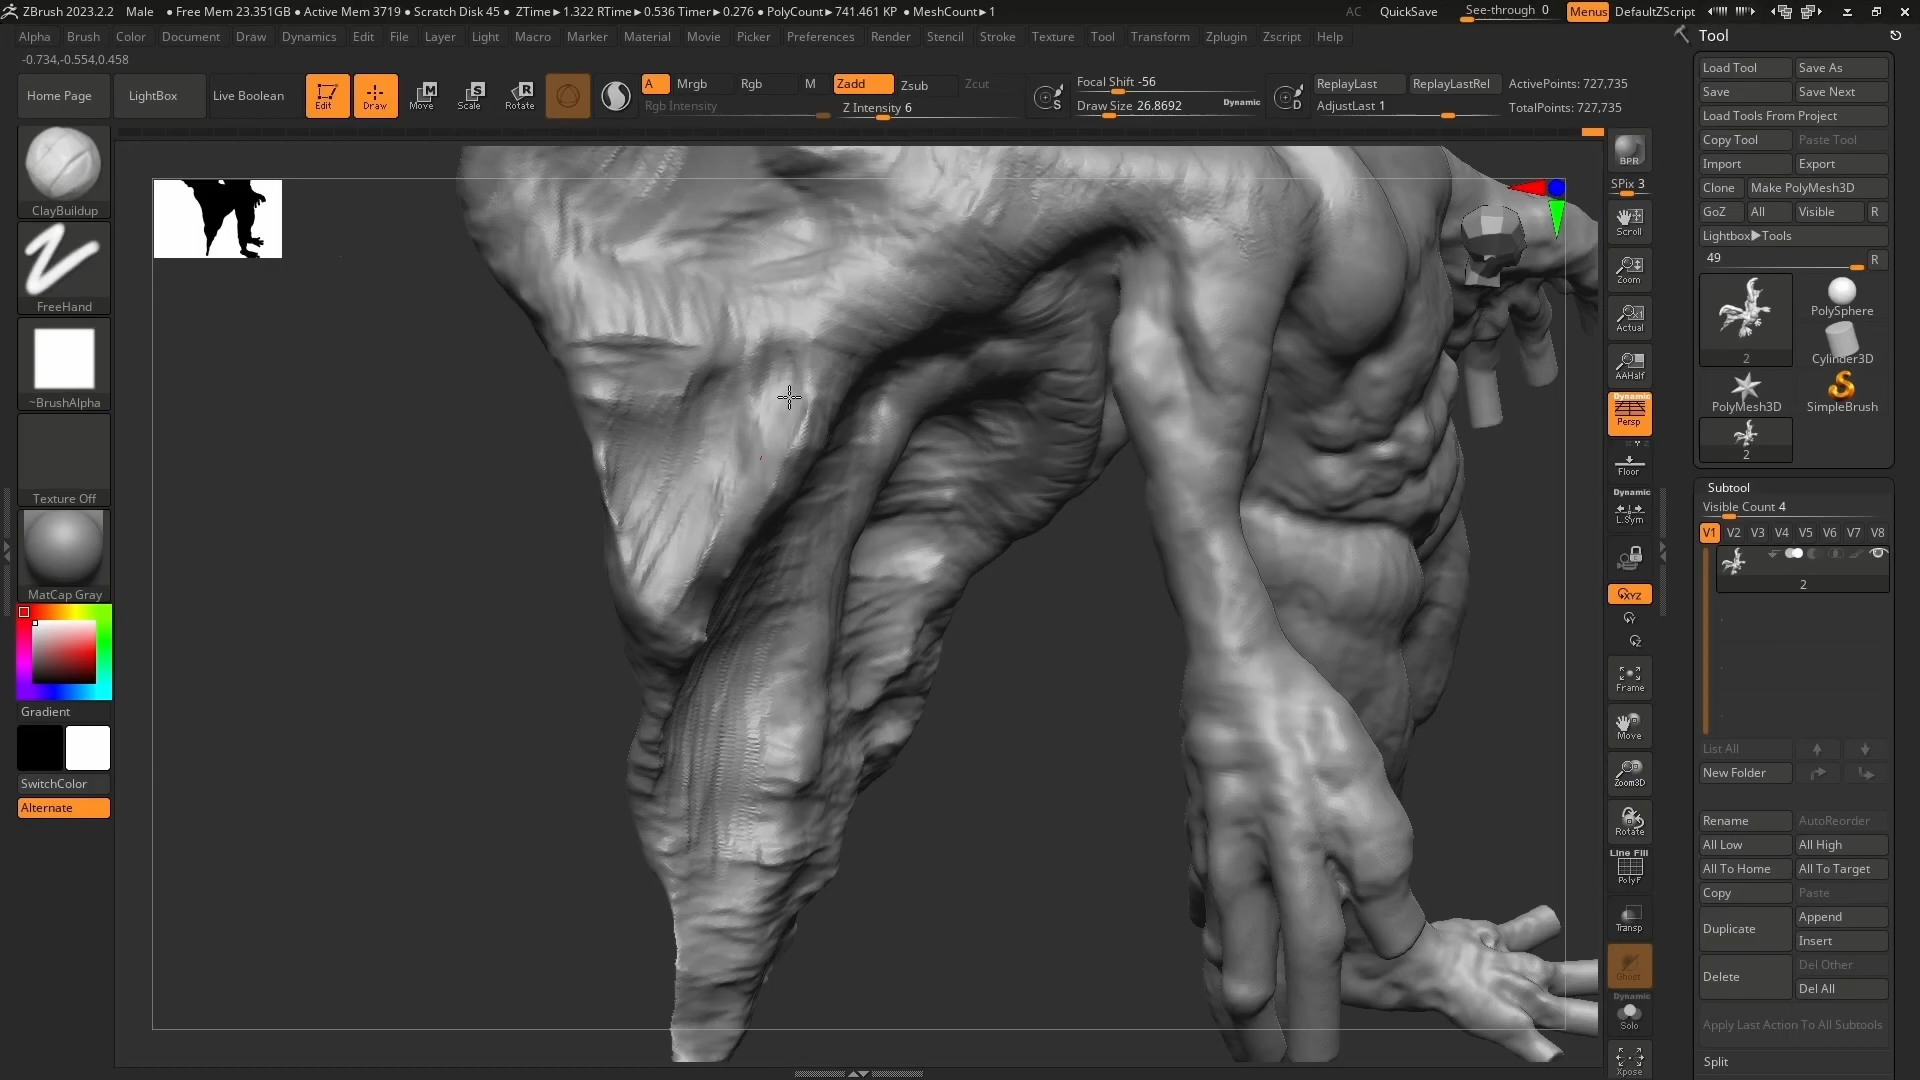 ZBrush 2023.2.2 Male • Free Mem 23.351GB • Active Mem 3719 • Scratch Disk 45 • ZTime►1.322 RTime►0.536 Timer►0.276 • PolyCount►741.461 KP • MeshCount►1
AC QuickSave See-through 0 Menus DefaultZScript
Alpha Brush Color Document Draw Dynamics Edit File Layer Light Macro Marker Material Movie Picker Preferences Render Stencil Stroke Texture Tool Transform Zplugin Zscript Help
-0.734,-0.554,0.458
Home Page LightBox Live Boolean Edit Draw Move Scale Rotate
A Mrgb Rgb M Zadd Zsub Zcut
Rgb Intensity Z Intensity 6
Focal Shift -56
Draw Size 26.8692 Dynamic
ReplayLast ReplayLastRel ActivePoints: 727,735
AdjustLast 1 TotalPoints: 727,735
ClayBuildup
FreeHand
~BrushAlpha
Texture Off
MatCap Gray
Gradient
SwitchColor
Alternate
BPR
SPix 3
Scroll
Zoom
Actual
AAHalf
Dynamic
Persp
Floor
Dynamic
L.Sym
XYZ
Y
Z
Frame
Move
Zoom3D
Rotate
Line Fill
PolyF
Transp
Ghost
Dynamic
Solo
Xpose
Tool
Load Tool Save As
Save Save Next
Load Tools From Project
Copy Tool Paste Tool
Import Export
Clone Make PolyMesh3D
GoZ All Visible R
Lightbox►Tools
49 R
2 PolySphere
Cylinder3D
PolyMesh3D SimpleBrush
2
Subtool
Visible Count 4
V1 V2 V3 V4 V5 V6 V7 V8
2
List All
New Folder
Rename AutoReorder
All Low All High
All To Home All To Target
Copy Paste
Duplicate Append
Insert
Delete Del Other
Del All
Apply Last Action To All Subtools
Split